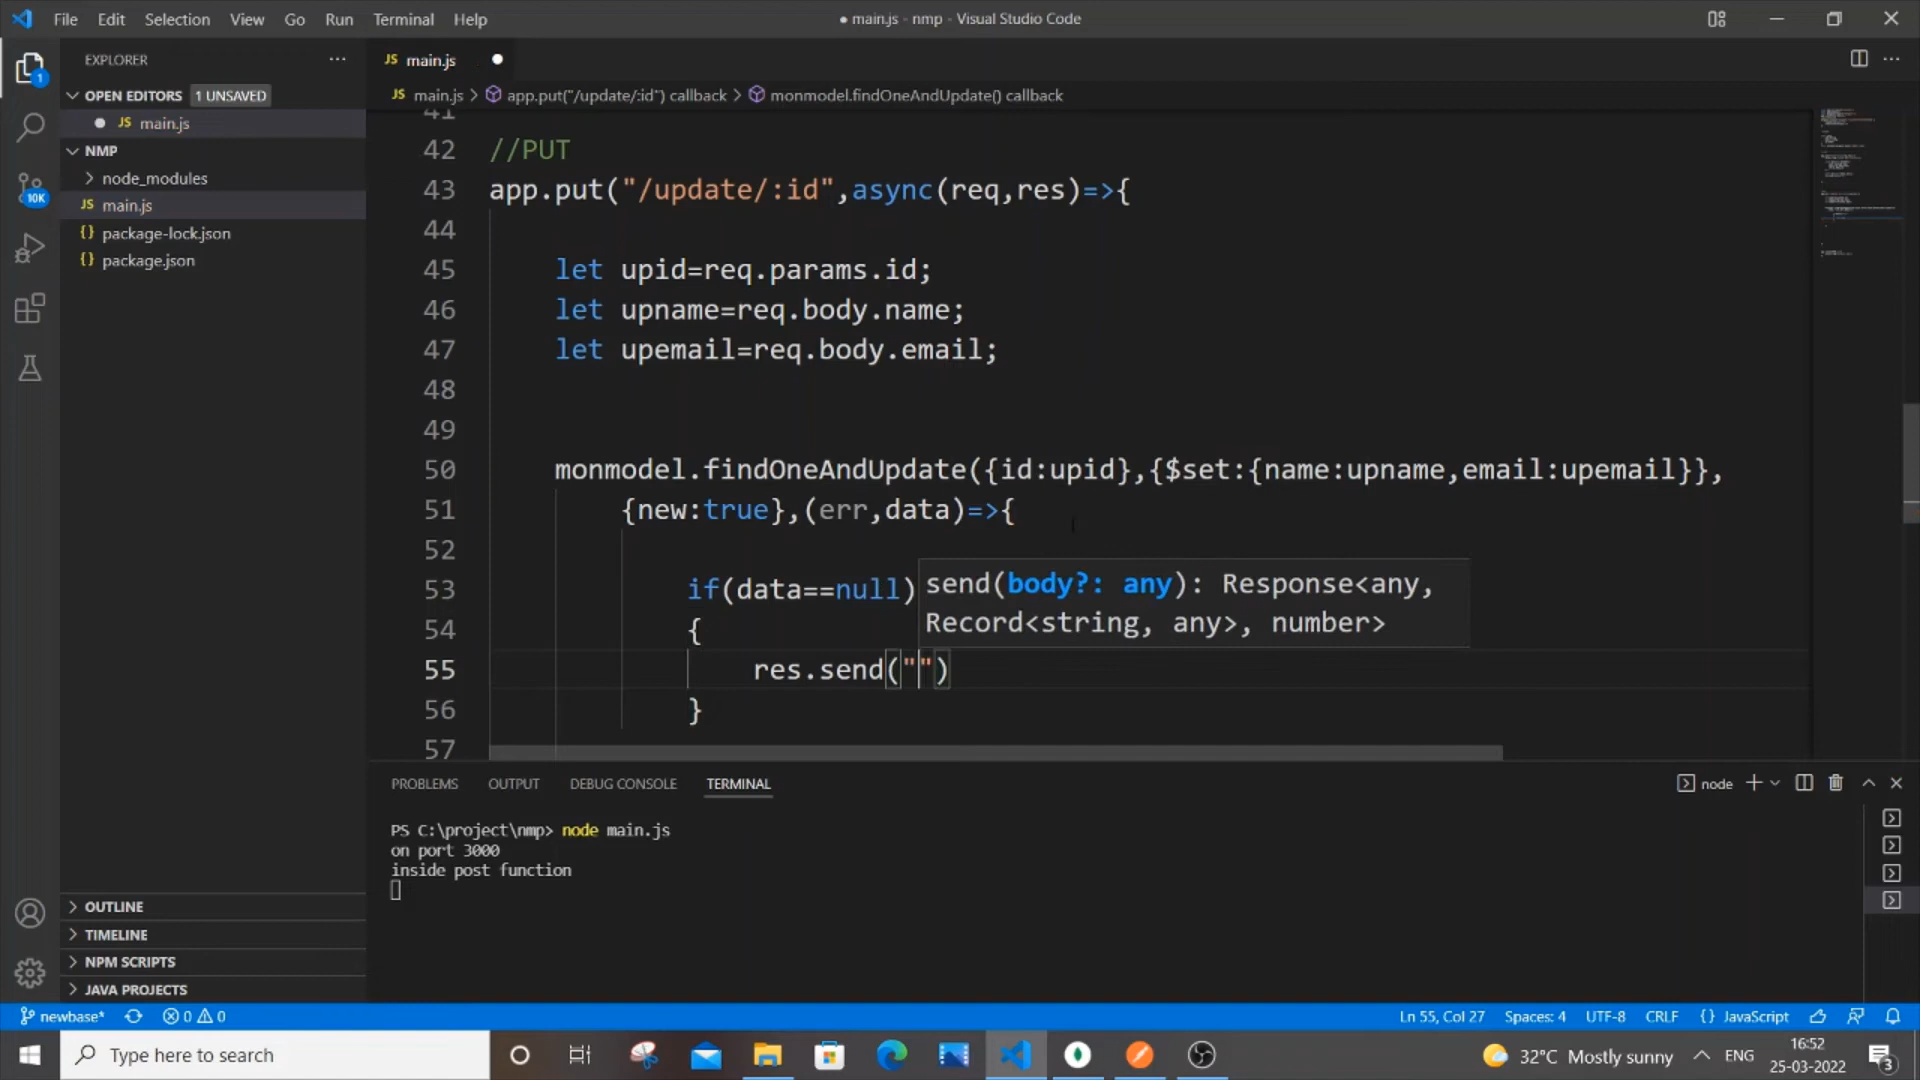 File Edit Selection View Go Run Terminal Help
● main.js - nmp - Visual Studio Code
EXPLORER
JS main.js
OPEN EDITORS 1 UNSAVED
JS main.js > app.put("/update/:id") callback > monmodel.findOneAndUpdate() callback
JS main.js
NMP
node_modules
JS main.js
{} package-lock.json
{} package.json
1
10K
41
42 //PUT
43 app.put("/update/:id",async(req,res)=>{
44
45 let upid=req.params.id;
46 let upname=req.body.name;
47 let upemail=req.body.email;
48
49
50 monmodel.findOneAndUpdate({id:upid},{$set:{name:upname,email:upemail}},
51 {new:true},(err,data)=>{
52
53 if(data==null)
send(body?: any): Response<any,
Record<string, any>, number>
54 {
55 res.send("")
56 }
57
PROBLEMS OUTPUT DEBUG CONSOLE TERMINAL
node
PS C:\project\nmp> node main.js
on port 3000
inside post function
OUTLINE
TIMELINE
NPM SCRIPTS
JAVA PROJECTS
newbase* 0 0
Ln 55, Col 27 Spaces: 4 UTF-8 CRLF {} JavaScript
Type here to search
32°C Mostly sunny
ENG
16:52
25-03-2022
3